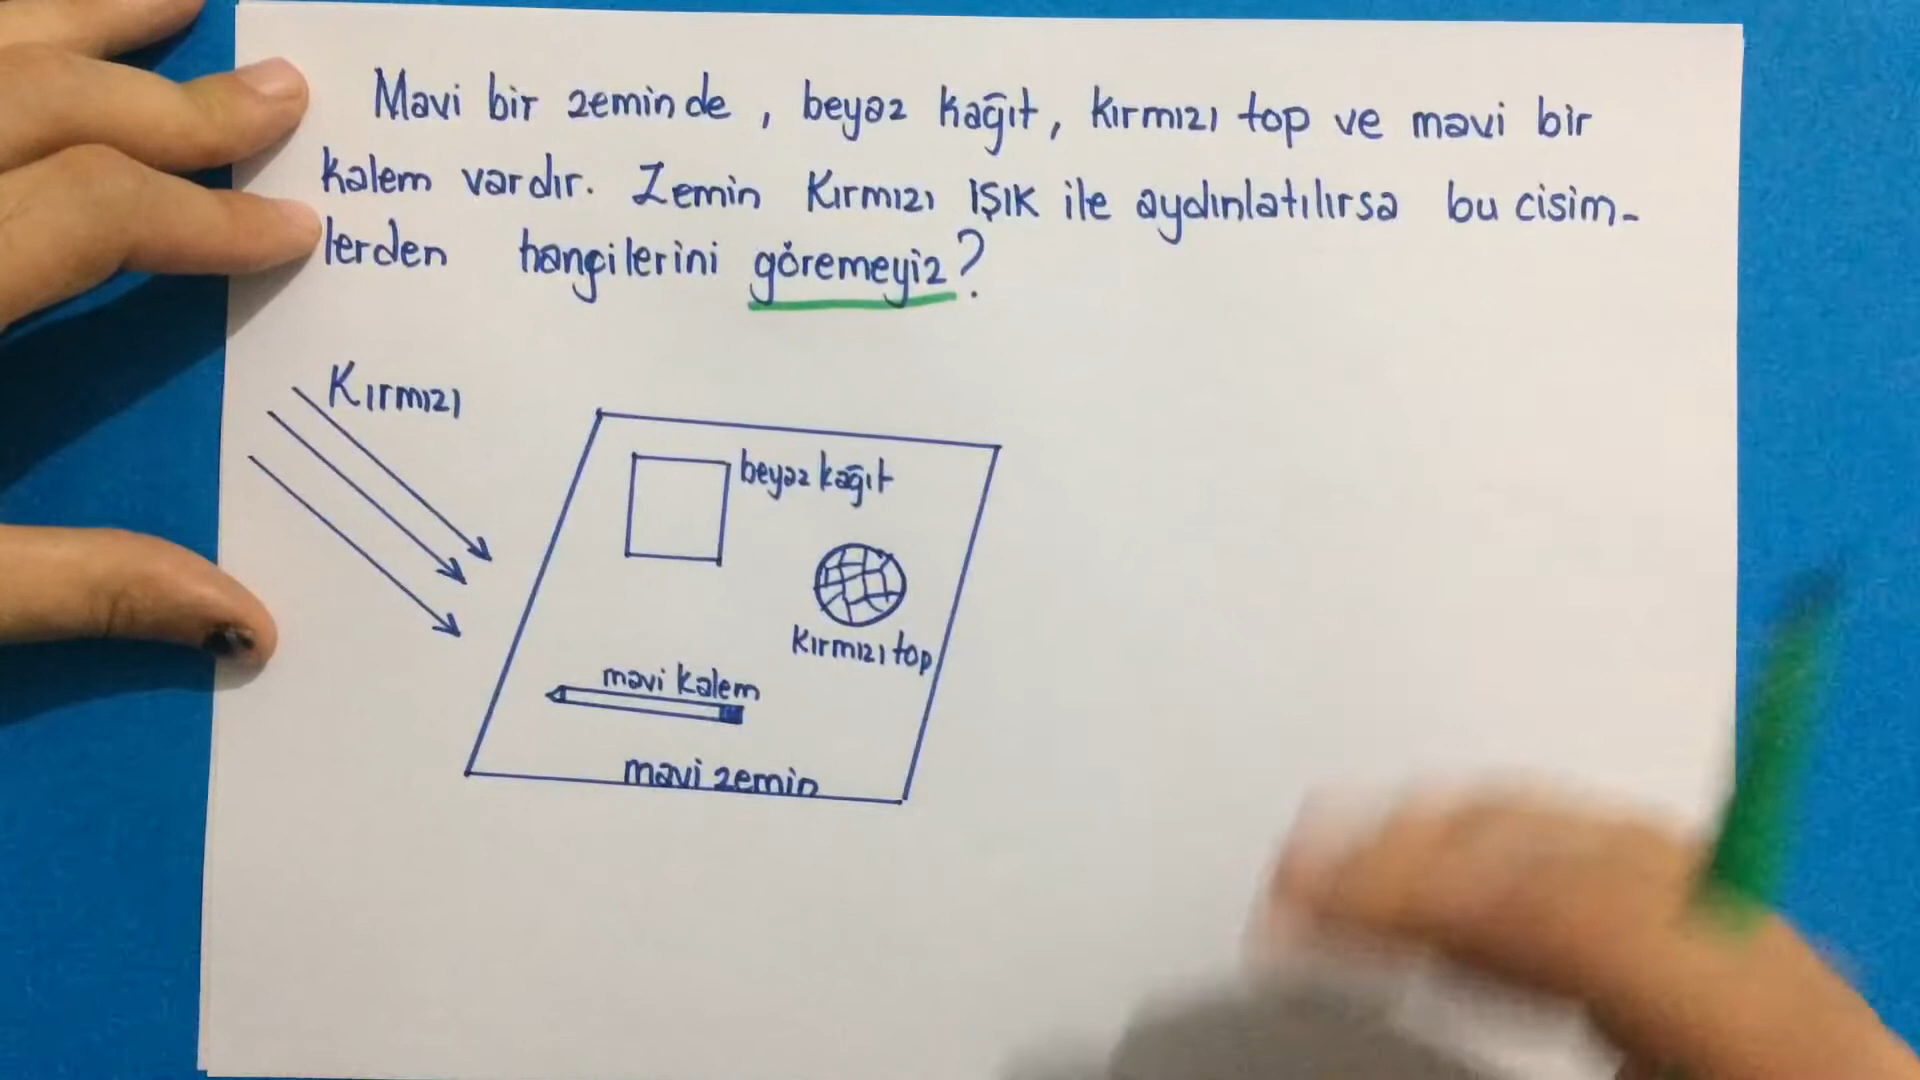 Mavi bir zeminde, beyaz kağıt, kırmızı top ve mavi bir
kalem vardır. Zemin kırmızı ışık ile aydınlatılırsa bu cisim-
lerden hangilerini göremeyiz?
Kırmızı
beyaz kağıt
kırmızı top
mavi kalem
mavi zemin